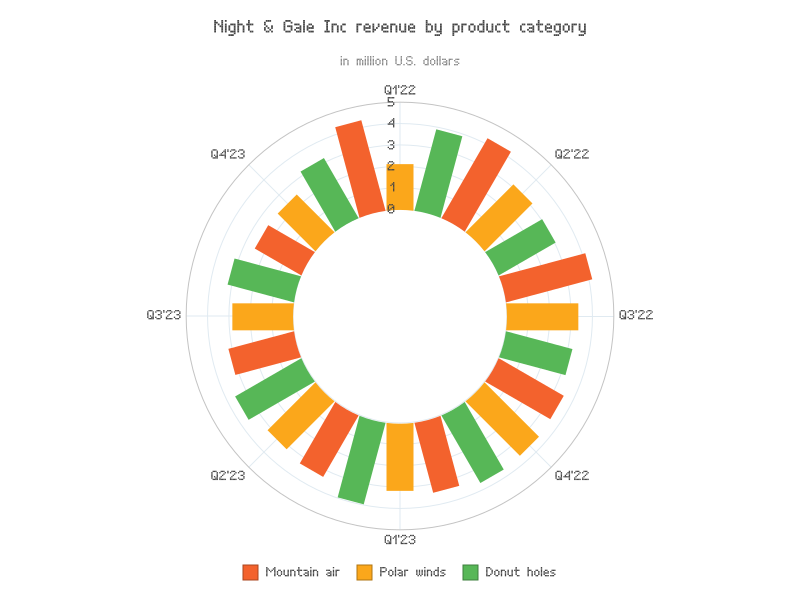 Night & Gale Inc revenue by product category
in million U.S. dollars
Q1'22
5
4
3
2
1
0
Q4'23
Q2'22
Q3'23
Q3'22
Q2'23
Q4'22
Q1'23
Mountain air
Polar winds
Donut holes